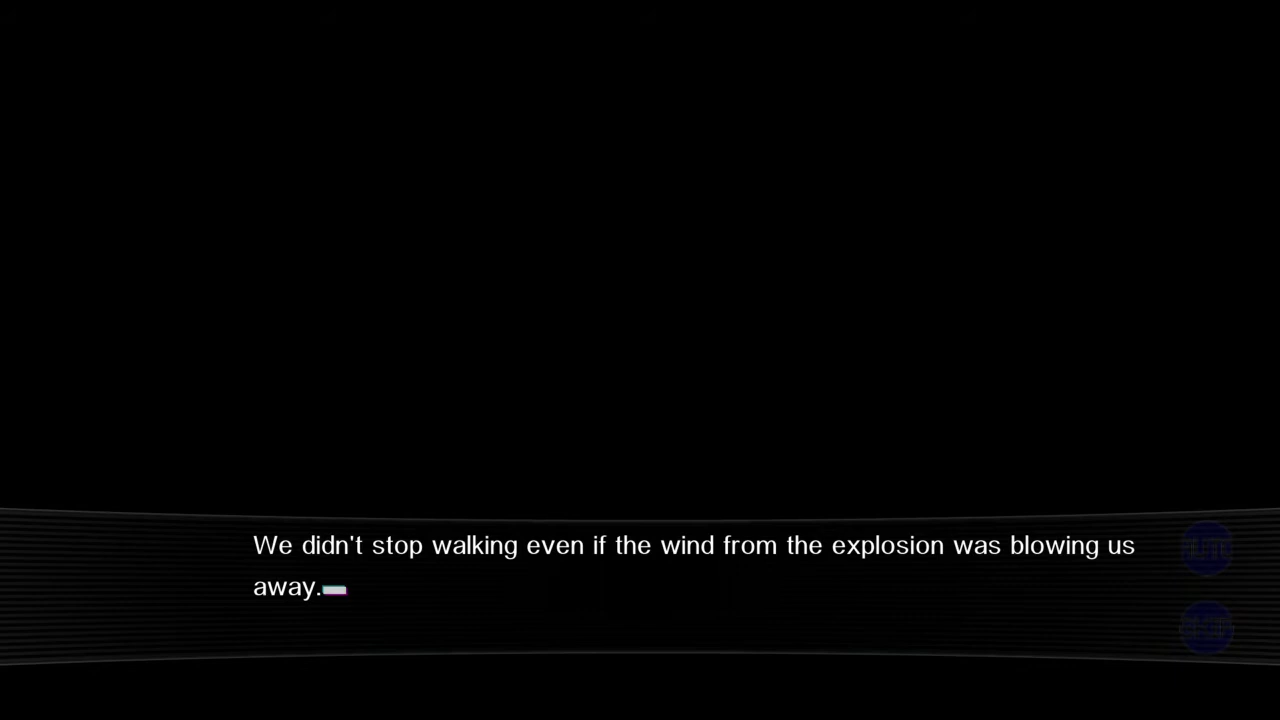 We didn't stop walking even if the wind from the explosion was blowing us
away.